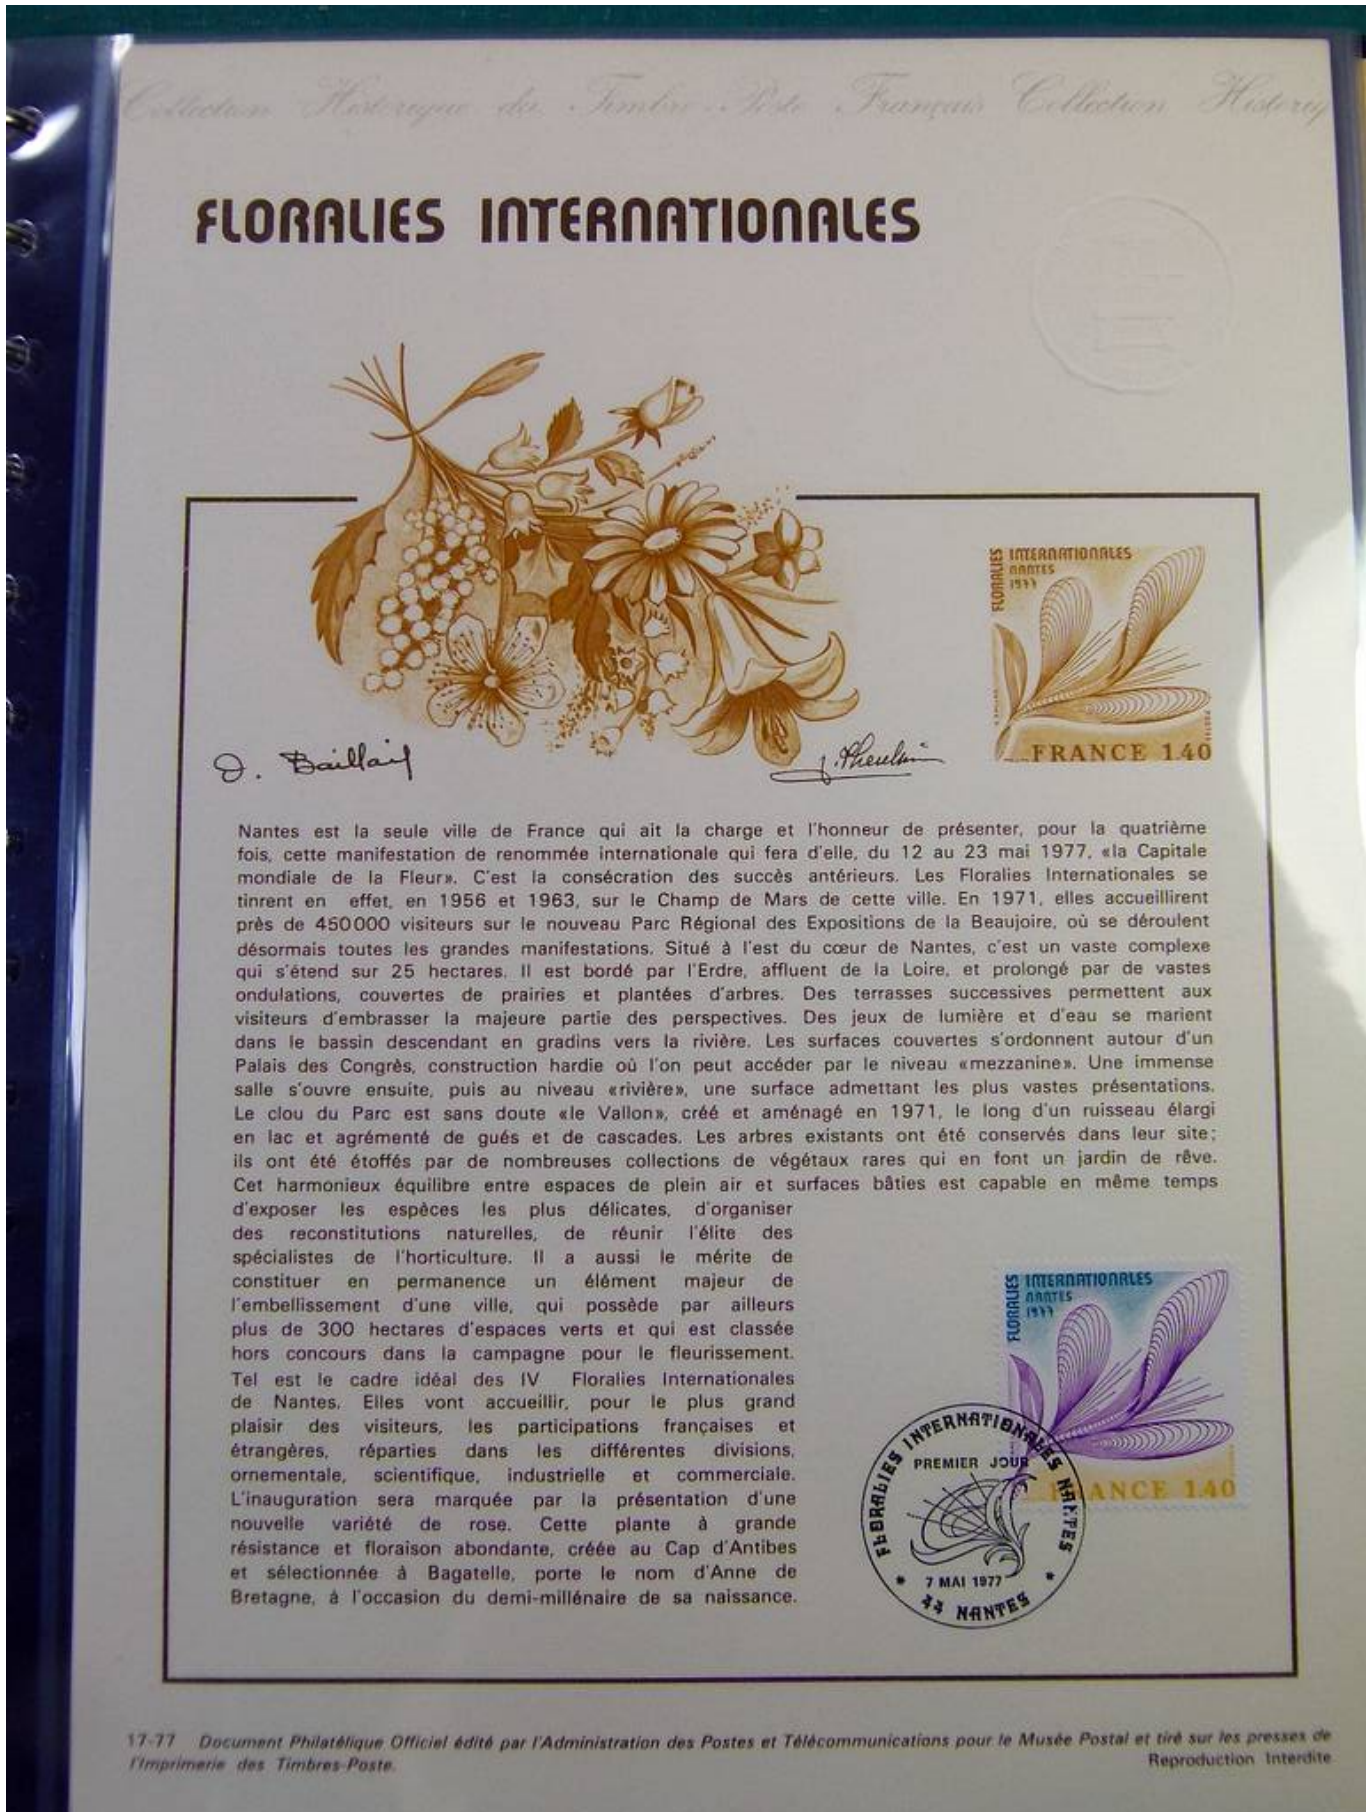 Collection Historique du Timbre-Poste Français Collection Historiq
FLORALIES INTERNATIONALES
FLORALIES INTERNATIONALES
NANTES
1977
FRANCE 1.40
Nantes est la seule ville de France qui ait la charge et l'honneur de présenter, pour la quatrième
fois, cette manifestation de renommée internationale qui fera d'elle, du 12 au 23 mai 1977, «la Capitale
mondiale de la Fleur». C'est la consécration des succès antérieurs. Les Floralies Internationales se
tinrent en effet, en 1956 et 1963, sur le Champ de Mars de cette ville. En 1971, elles accueillirent
près de 450000 visiteurs sur le nouveau Parc Régional des Expositions de la Beaujoire, où se déroulent
désormais toutes les grandes manifestations. Situé à l'est du cœur de Nantes, c'est un vaste complexe
qui s'étend sur 25 hectares. Il est bordé par l'Erdre, affluent de la Loire, et prolongé par de vastes
ondulations, couvertes de prairies et plantées d'arbres. Des terrasses successives permettent aux
visiteurs d'embrasser la majeure partie des perspectives. Des jeux de lumière et d'eau se marient
dans le bassin descendant en gradins vers la rivière. Les surfaces couvertes s'ordonnent autour d'un
Palais des Congrès, construction hardie où l'on peut accéder par le niveau «mezzanine». Une immense
salle s'ouvre ensuite, puis au niveau «rivière», une surface admettant les plus vastes présentations.
Le clou du Parc est sans doute «le Vallon», créé et aménagé en 1971, le long d'un ruisseau élargi
en lac et agrémenté de gués et de cascades. Les arbres existants ont été conservés dans leur site;
ils ont été étoffés par de nombreuses collections de végétaux rares qui en font un jardin de rêve.
Cet harmonieux équilibre entre espaces de plein air et surfaces bâties est capable en même temps
d'exposer les espèces les plus délicates, d'organiser
des reconstitutions naturelles, de réunir l'élite des
spécialistes de l'horticulture. Il a aussi le mérite de
constituer en permanence un élément majeur de
l'embellissement d'une ville, qui possède par ailleurs
plus de 300 hectares d'espaces verts et qui est classée
hors concours dans la campagne pour le fleurissement.
Tel est le cadre idéal des IV Floralies Internationales
de Nantes. Elles vont accueillir, pour le plus grand
plaisir des visiteurs, les participations françaises et
étrangères, réparties dans les différentes divisions,
ornementale, scientifique, industrielle et commerciale.
L'inauguration sera marquée par la présentation d'une
nouvelle variété de rose. Cette plante à grande
résistance et floraison abondante, créée au Cap d'Antibes
et sélectionnée à Bagatelle, porte le nom d'Anne de
Bretagne, à l'occasion du demi-millénaire de sa naissance.
FLORALIES INTERNATIONALES
NANTES
1977
ANCE 1.40
FLORALIES INTERNATIONALES NANTES
PREMIER JOUR
7 MAI 1977
44 NANTES
17-77 Document Philatélique Officiel édité par l'Administration des Postes et Télécommunications pour le Musée Postal et tiré sur les presses de
l'Imprimerie des Timbres-Poste.
Reproduction Interdite